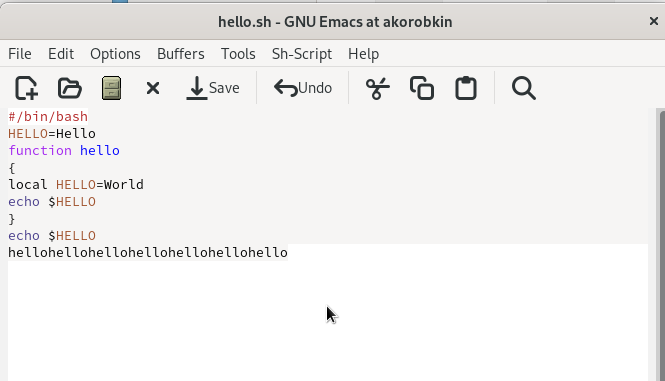 hello.sh - GNU Emacs at akorobkin
File Edit Options Buffers Tools Sh-Script Help
Save Undo
#/bin/bash
HELLO=Hello
function hello
{
local HELLO=World
echo $HELLO
}
echo $HELLO
hellohellohellohellohellohellohello